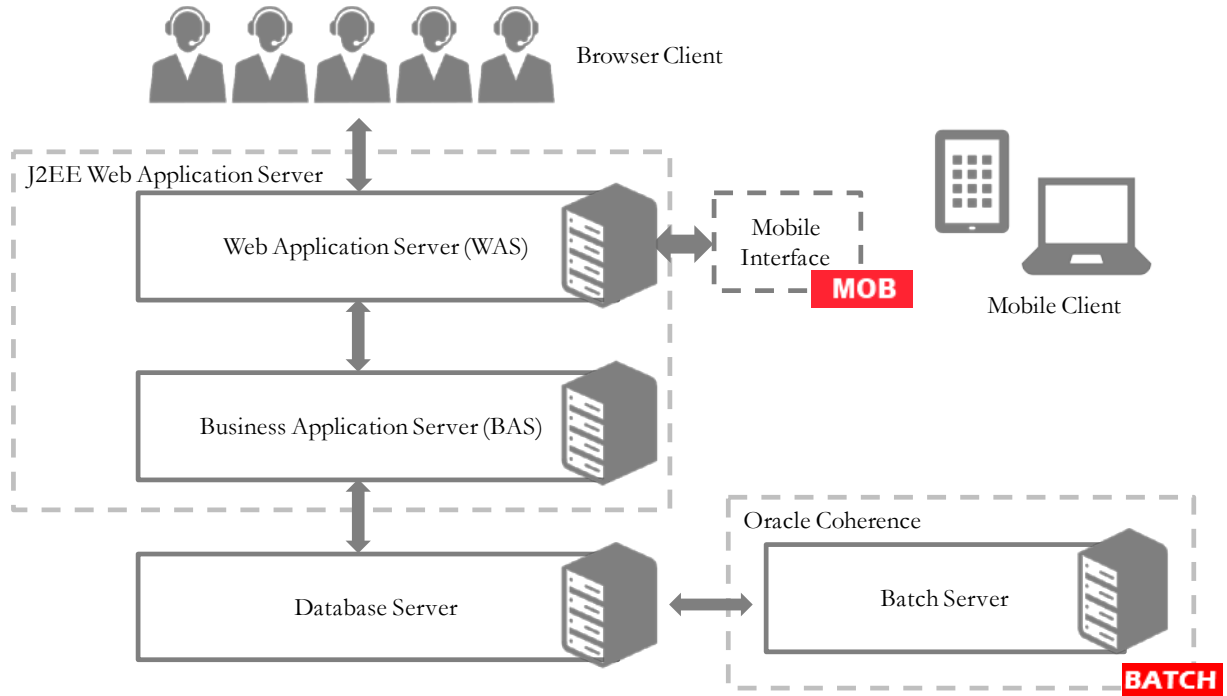 Browser Client
J2EE Web Application Server
Web Application Server (WAS)
Mobile
Interface
MOB
Mobile Client
Business Application Server (BAS)
Oracle Coherence
Database Server
Batch Server
BATCH